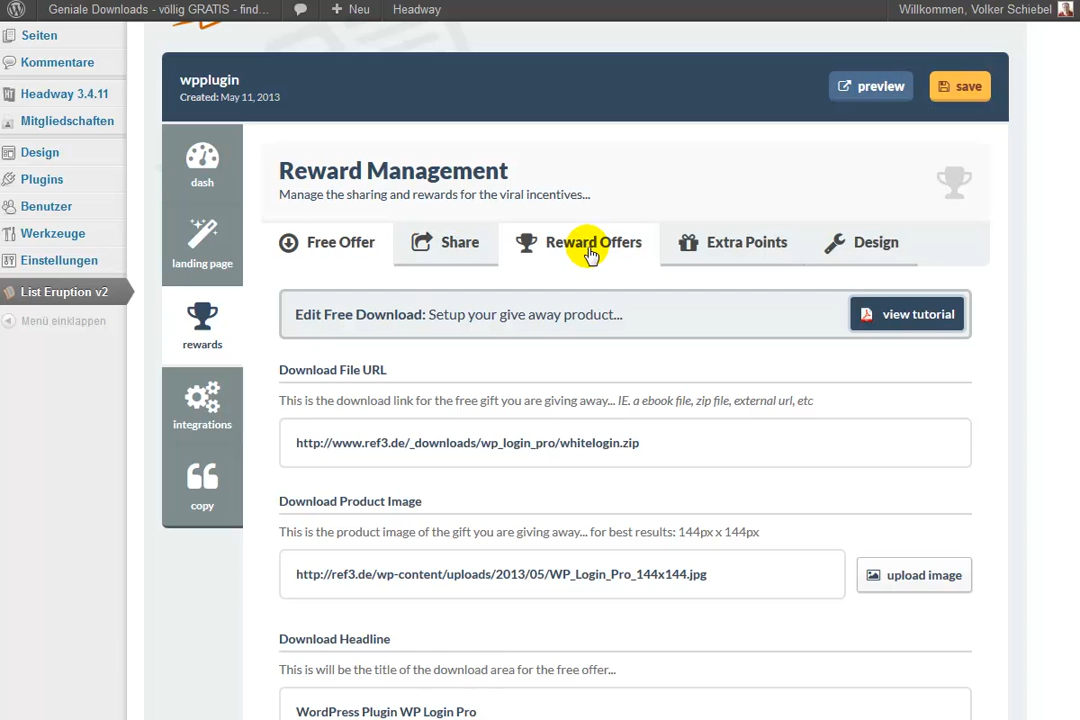 Geniale Downloads - völlig GRATIS - find...
Neu
Headway
Willkommen, Volker Schiebel
Seiten
Kommentare
Headway 3.4.11
Mitgliedschaften
Design
Plugins
Benutzer
Werkzeuge
Einstellungen
List Eruption v2
Menü einklappen
wpplugin
Created: May 11, 2013
preview
save
dash
landing page
rewards
integrations
copy
Reward Management
Manage the sharing and rewards for the viral incentives...
Free Offer
Share
Reward Offers
Extra Points
Design
Edit Free Download: Setup your give away product...
view tutorial
Download File URL
This is the download link for the free gift you are giving away... IE. a ebook file, zip file, external url, etc
http://www.ref3.de/_downloads/wp_login_pro/whitelogin.zip
Download Product Image
This is the product image of the gift you are giving away... for best results: 144px x 144px
http://ref3.de/wp-content/uploads/2013/05/WP_Login_Pro_144x144.jpg
upload image
Download Headline
This is will be the title of the download area for the free offer...
WordPress Plugin WP Login Pro